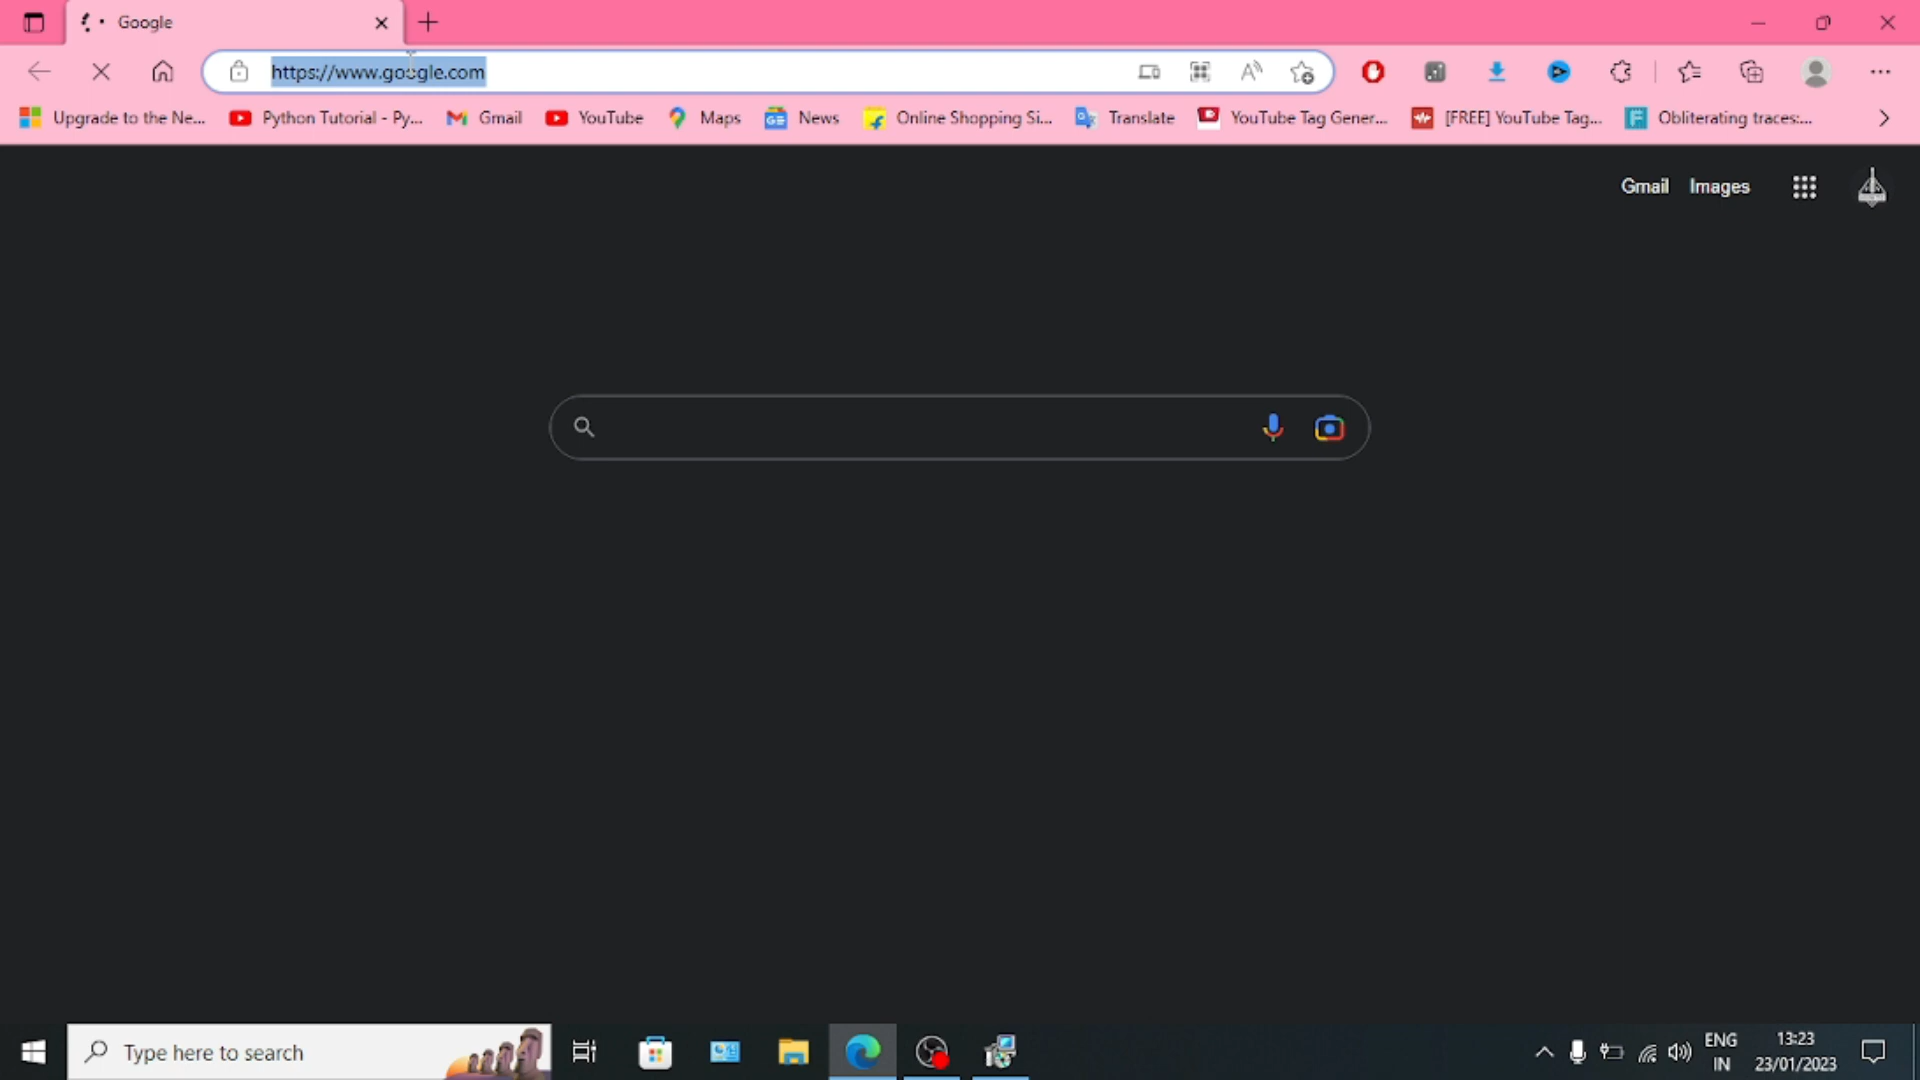 Google
https://www.google.com
Upgrade to the Ne... Python Tutorial - Py... Gmail YouTube Maps News Online Shopping Si... Translate YouTube Tag Gener... [FREE] YouTube Tag... Obliterating traces:...
Gmail Images
Type here to search
ENG
IN
13:23
23/01/2023